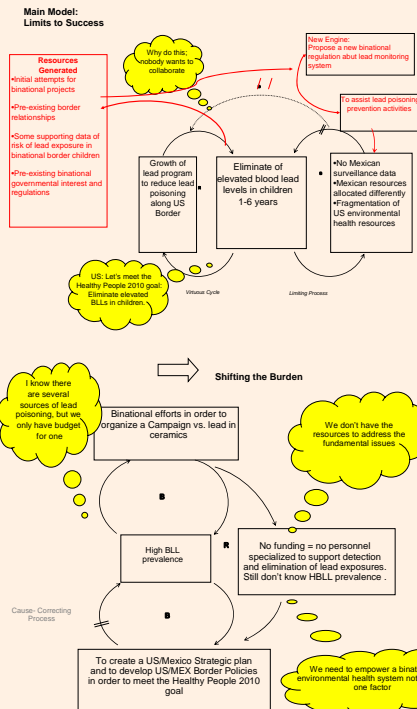 Main Model:
Limits to Success
Resources
Generated
•Initial attempts for
binational projects
•Pre-existing border
relationships
•Some supporting data of
risk of lead exposure in
binational border children
•Pre-existing binational
governmental interest and
regulations
Why do this;
nobody wants to
collaborate
New Engine:
Propose a new binational
regulation abut lead monitoring
system
To assist lead poisoning
prevention activities
Growth of
lead program
to reduce lead
poisoning
along US
Border
Eliminate of
elevated blood lead
levels in children
1-6 years
•No Mexican
surveillance data
•Mexican resources
allocated differently
•Fragmentation of
US environmental
health resources
US: Let's meet the
Healthy People 2010 goal:
Eliminate elevated
BLLs in children.
Virtuous Cycle
Limiting Process
Shifting the Burden
I know there
are several
sources of lead
poisoning, but we
only have budget
for one
Binational efforts in order to
organize a Campaign vs. lead in
ceramics
We don't have the
resources to address the
fundamental issues
B
High BLL
prevalence
R
No funding = no personnel
specialized to support detection
and elimination of lead exposures.
Still don't know HBLL prevalence .
Cause- Correcting
Process
B
To create a US/Mexico Strategic plan
and to develop US/MEX Border Policies
in order to meet the Healthy People 2010
goal
We need to empower a binat
environmental health system not
one factor